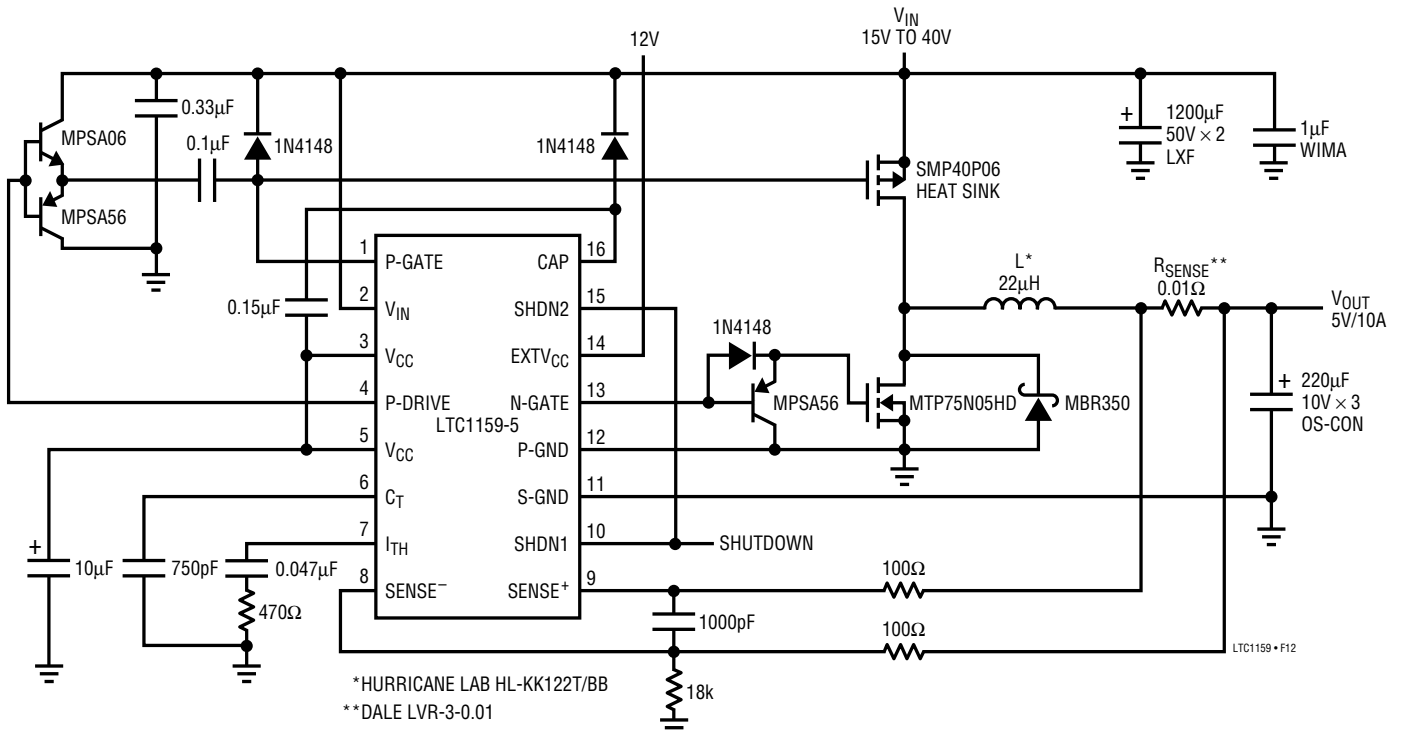 V_IN
15V TO 40V
12V
0.33µF
MPSA06
0.1µF
1N4148
1N4148
+
1200µF
50V × 2
LXF
1µF
WIMA
SMP40P06
HEAT SINK
MPSA56
1
P-GATE
CAP
16
2
V_IN
SHDN2
15
0.15µF
3
V_CC
EXTV_CC
14
4
P-DRIVE
N-GATE
13
LTC1159-5
5
V_CC
P-GND
12
6
C_T
S-GND
11
7
I_TH
SHDN1
10
8
SENSE⁻
SENSE⁺
9
L*
22µH
R_SENSE**
0.01Ω
V_OUT
5V/10A
1N4148
MPSA56
MTP75N05HD
MBR350
+
220µF
10V × 3
OS-CON
SHUTDOWN
+
10µF
750pF
0.047µF
470Ω
100Ω
1000pF
100Ω
18k
LTC1159 • F12
*HURRICANE LAB HL-KK122T/BB
**DALE LVR-3-0.01